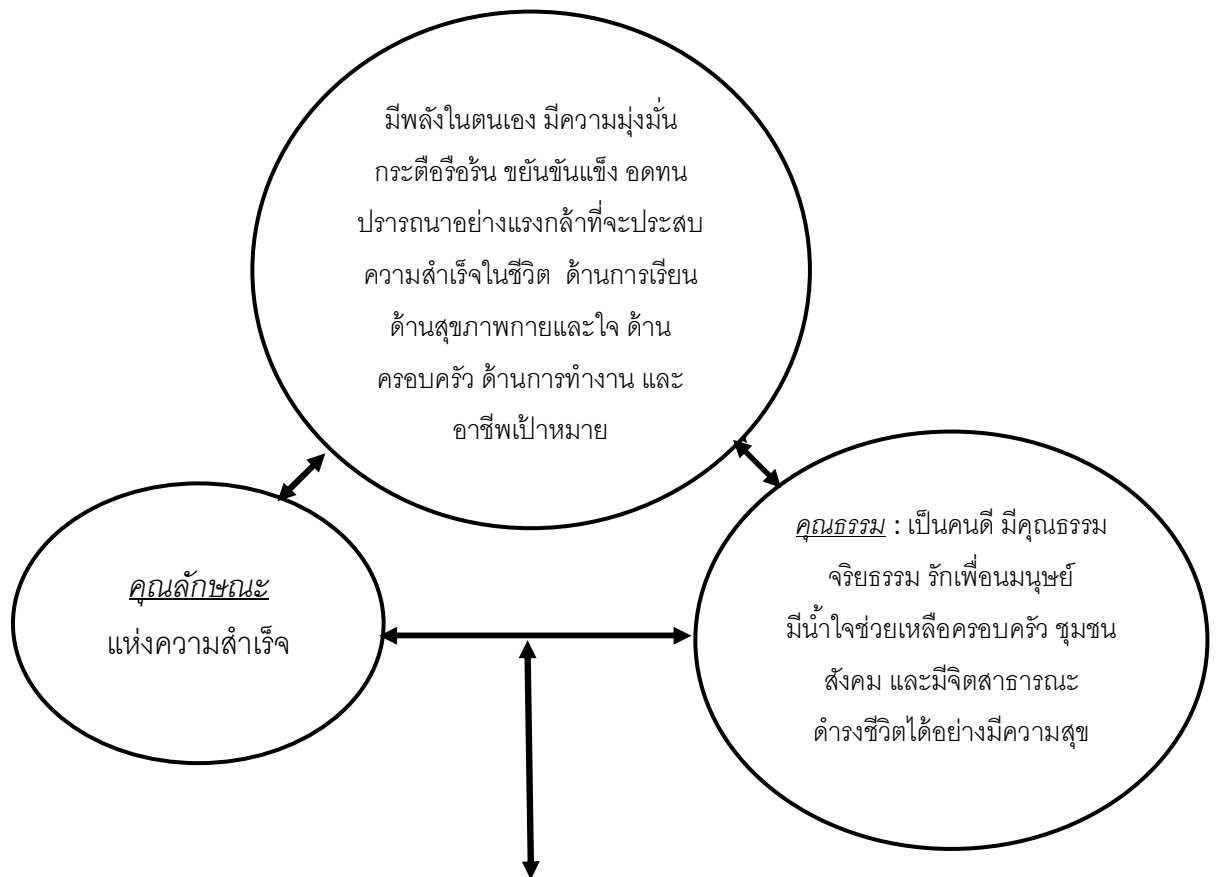 มีพลังในตนเอง มีความมุ่งมั่น
กระตือรือร้น ขยันขันแข็ง อดทน
ปรารถนาอย่างแรงกล้าที่จะประสบ
ความสำเร็จในชีวิต ด้านการเรียน
ด้านสุขภาพกายและใจ ด้าน
ครอบครัว ด้านการทำงาน และ
อาชีพเป้าหมาย
คุณลักษณะ
แห่งความสำเร็จ
คุณธรรม : เป็นคนดี มีคุณธรรม
จริยธรรม รักเพื่อนมนุษย์
มีน้ำใจช่วยเหลือครอบครัว ชุมชน
สังคม และมีจิตสาธารณะ
ดำรงชีวิตได้อย่างมีความสุข